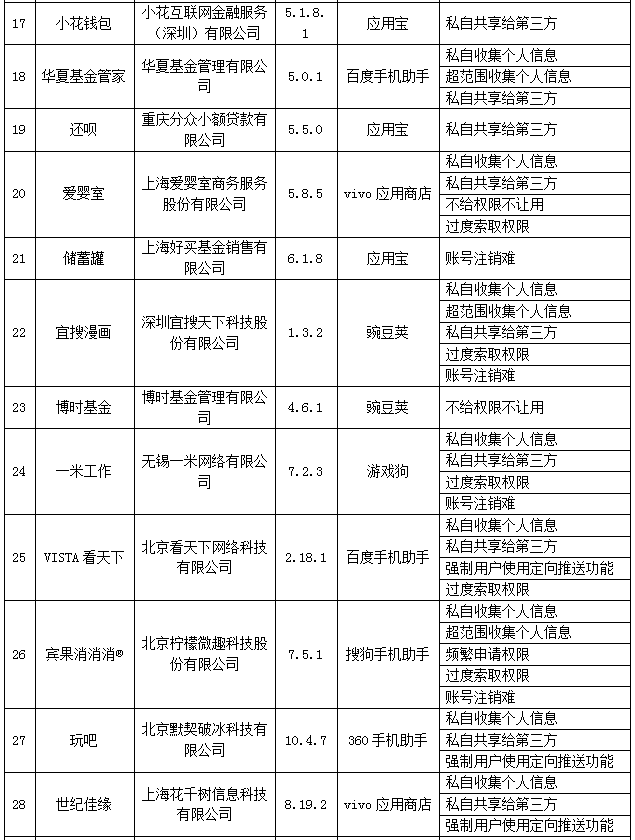 17 小花钱包 小花互联网金融服务（深圳）有限公司 5.1.8.1 应用宝 私自共享给第三方
18 华夏基金管家 华夏基金管理有限公司 5.0.1 百度手机助手 私自收集个人信息
超范围收集个人信息
私自共享给第三方
19 还呗 重庆分众小额贷款有限公司 5.5.0 应用宝 私自共享给第三方
20 爱婴室 上海爱婴室商务服务股份有限公司 5.8.5 vivo 应用商店 私自收集个人信息
私自共享给第三方
不给权限不让用
过度索取权限
21 储蓄罐 上海好买基金销售有限公司 6.1.8 应用宝 账号注销难
22 宜搜漫画 深圳宜搜天下科技股份有限公司 1.3.2 豌豆荚 私自收集个人信息
超范围收集个人信息
私自共享给第三方
过度索取权限
账号注销难
23 博时基金 博时基金管理有限公司 4.6.1 豌豆荚 不给权限不让用
24 一米工作 无锡一米网络有限公司 7.2.3 游戏狗 私自收集个人信息
私自共享给第三方
过度索取权限
账号注销难
25 VISTA 看天下 北京看天下网络科技有限公司 2.18.1 百度手机助手 私自收集个人信息
私自共享给第三方
强制用户使用定向推送功能
过度索取权限
26 宾果消消消® 北京柠檬微趣科技股份有限公司 7.5.1 搜狗手机助手 私自收集个人信息
超范围收集个人信息
频繁申请权限
过度索取权限
账号注销难
27 玩吧 北京默契破冰科技有限公司 10.4.7 360 手机助手 私自收集个人信息
私自共享给第三方
强制用户使用定向推送功能
28 世纪佳缘 上海花千树信息科技有限公司 8.19.2 vivo 应用商店 私自收集个人信息
私自共享给第三方
强制用户使用定向推送功能